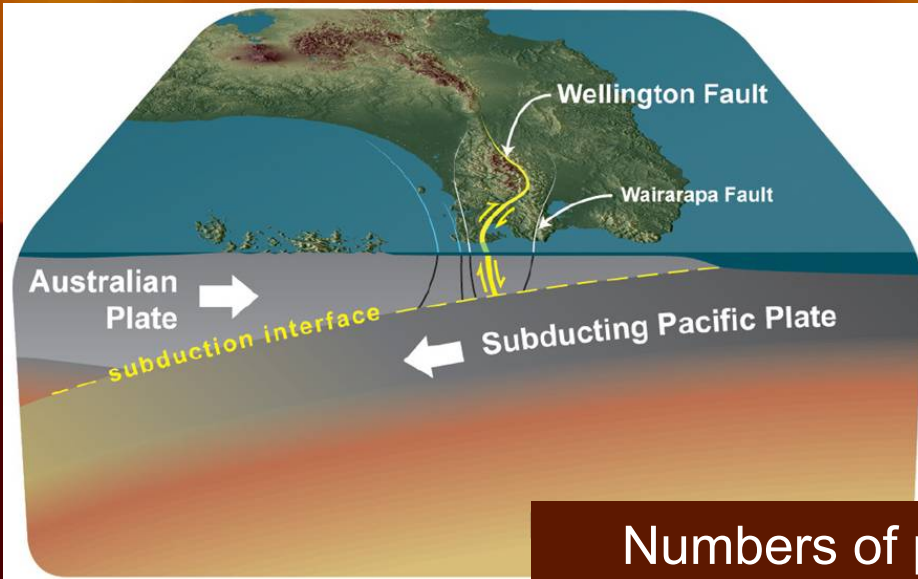 Wellington Fault
Wairarapa Fault
Australian
Plate
subduction interface
Subducting Pacific Plate
Numbers of